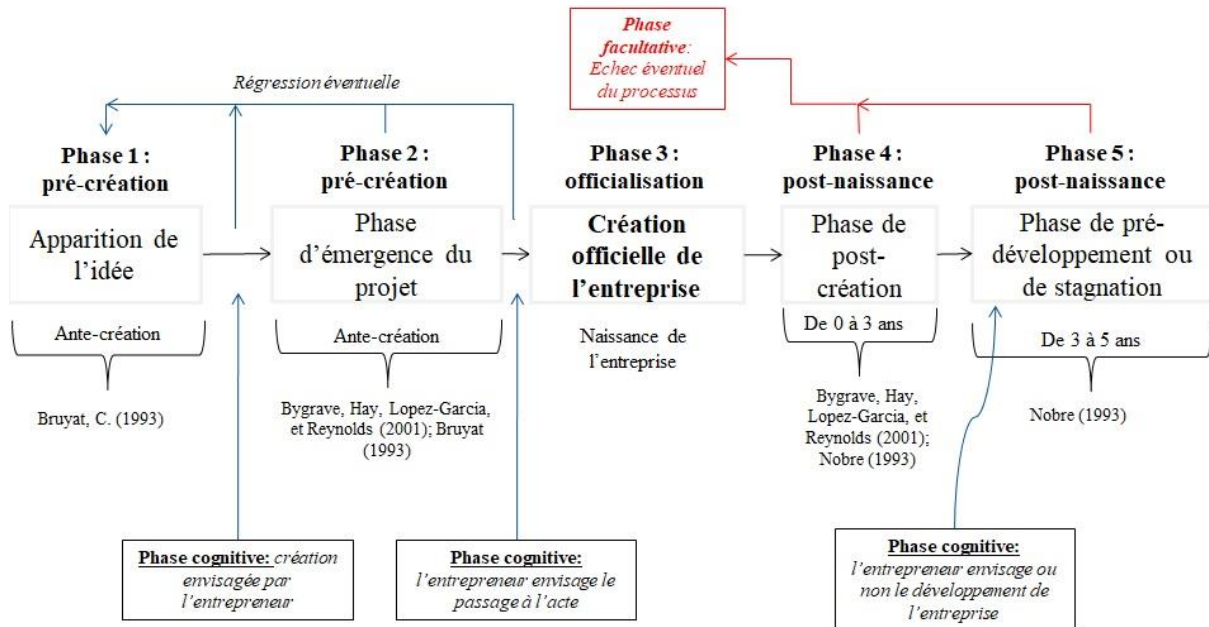 Phase
facultative:
Echec éventuel
du processus
Régression éventuelle
Phase 1 :
pré-création
Phase 2 :
pré-création
Phase 3 :
officialisation
Phase 4 :
post-naissance
Phase 5 :
post-naissance
Apparition de
l’idée
Phase
d’émergence du
projet
Création
officielle de
l’entreprise
Phase de
post-
création
Phase de pré-
développement ou
de stagnation
Ante-création
Ante-création
Naissance de
l’entreprise
De 0 à 3 ans
De 3 à 5 ans
Bruyat, C. (1993)
Bygrave, Hay, Lopez-Garcia,
et Reynolds (2001); Bruyat
(1993)
Bygrave, Hay,
Lopez-Garcia, et
Reynolds (2001);
Nobre (1993)
Nobre (1993)
Phase cognitive: création
envisagée par
l’entrepreneur
Phase cognitive:
l’entrepreneur envisage le
passage à l’acte
Phase cognitive:
l’entrepreneur envisage ou
non le développement de
l’entreprise